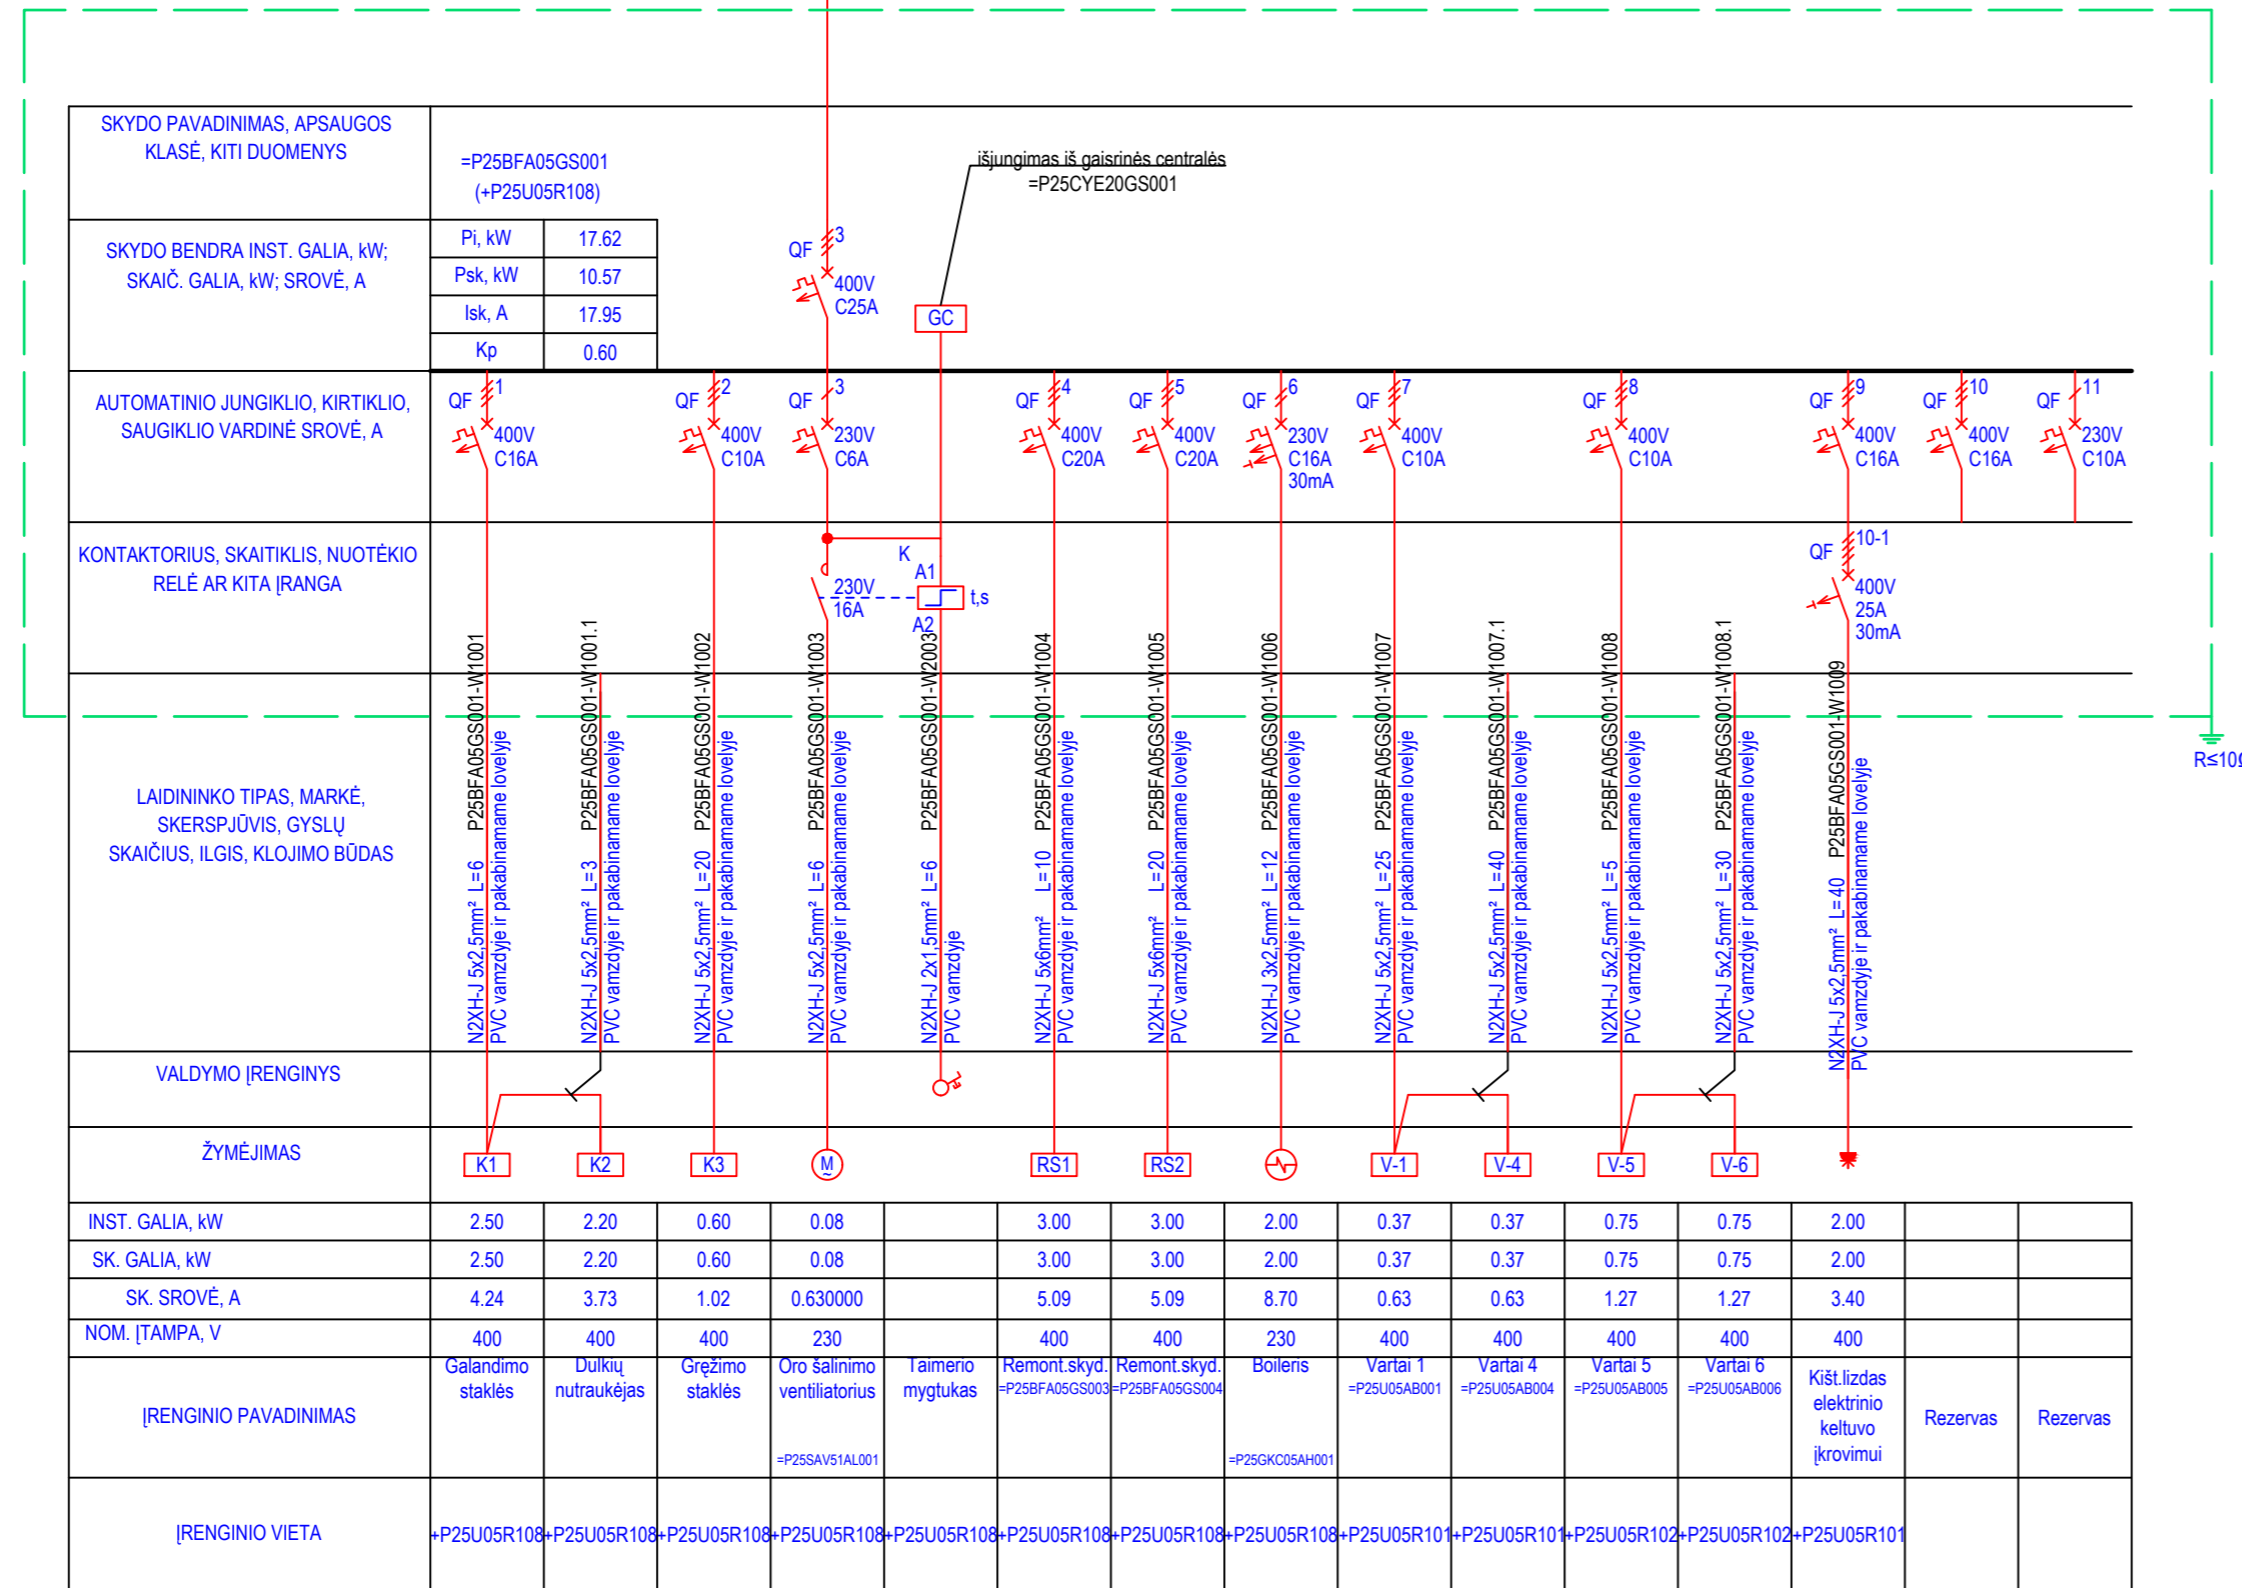 SKYDO PAVADINIMAS, APSAUGOS
KLASĖ, KITI DUOMENYS
=P25BFA05GS001
(+P25U05R108)
išjungimas iš gaisrinės centralės
=P25CYE20GS001
SKYDO BENDRA INST. GALIA, kW;
SKAIČ. GALIA, kW; SROVĖ, A
Pi, kW 17.62
Psk, kW 10.57
Isk, A 17.95
Kp 0.60
QF 3
400V
C25A
GC
AUTOMATINIO JUNGIKLIO, KIRTIKLIO,
SAUGIKLIO VARDINĖ SROVĖ, A
QF 1
400V
C16A
QF 2
400V
C10A
QF 3
230V
C6A
QF 4
400V
C20A
QF 5
400V
C20A
QF 6
230V
C16A
30mA
QF 7
400V
C10A
QF 8
400V
C10A
QF 9
400V
C16A
QF 10
400V
C16A
QF 11
230V
C10A
KONTAKTORIUS, SKAITIKLIS, NUOTĖKIO
RELĖ AR KITA ĮRANGA
230V
16A
K
A1
t,s
A2
QF 10-1
400V
25A
30mA
LAIDININKO TIPAS, MARKĖ,
SKERSPJŪVIS, GYSLŲ
SKAIČIUS, ILGIS, KLOJIMO BŪDAS
N2XH-J 5x2,5mm² L=6 P25BFA05GS001-W1001
PVC vamzdyje ir pakabinamame lovelyje
N2XH-J 5x2,5mm² L=3 P25BFA05GS001-W1001.1
PVC vamzdyje ir pakabinamame lovelyje
N2XH-J 5x2,5mm² L=20 P25BFA05GS001-W1002
PVC vamzdyje ir pakabinamame lovelyje
N2XH-J 5x2,5mm² L=6 P25BFA05GS001-W1003
PVC vamzdyje ir pakabinamame lovelyje
N2XH-J 2x1,5mm² L=6 P25BFA05GS001-W2003
PVC vamzdyje
N2XH-J 5x6mm² L=10 P25BFA05GS001-W1004
PVC vamzdyje ir pakabinamame lovelyje
N2XH-J 5x6mm² L=20 P25BFA05GS001-W1005
PVC vamzdyje ir pakabinamame lovelyje
N2XH-J 3x2,5mm² L=12 P25BFA05GS001-W1006
PVC vamzdyje ir pakabinamame lovelyje
N2XH-J 5x2,5mm² L=25 P25BFA05GS001-W1007
PVC vamzdyje ir pakabinamame lovelyje
N2XH-J 5x2,5mm² L=40 P25BFA05GS001-W1007.1
PVC vamzdyje ir pakabinamame lovelyje
N2XH-J 5x2,5mm² L=5 P25BFA05GS001-W1008
PVC vamzdyje ir pakabinamame lovelyje
N2XH-J 5x2,5mm² L=30 P25BFA05GS001-W1008.1
PVC vamzdyje ir pakabinamame lovelyje
N2XH-J 5x2,5mm² L=40 P25BFA05GS001-W1009
PVC vamzdyje ir pakabinamame lovelyje
VALDYMO ĮRENGINYS
ŽYMĖJIMAS
K1 K2 K3 M RS1 RS2 V-1 V-4 V-5 V-6
INST. GALIA, kW 2.50 2.20 0.60 0.08 3.00 3.00 2.00 0.37 0.37 0.75 0.75 2.00
SK. GALIA, kW 2.50 2.20 0.60 0.08 3.00 3.00 2.00 0.37 0.37 0.75 0.75 2.00
SK. SROVĖ, A 4.24 3.73 1.02 0.630000 5.09 5.09 8.70 0.63 0.63 1.27 1.27 3.40
NOM. ĮTAMPA, V 400 400 400 230 400 400 230 400 400 400 400 400
ĮRENGINIO PAVADINIMAS
Galandimo
staklės
Dulkių
nutraukėjas
Gręžimo
staklės
Oro šalinimo
ventiliatorius
=P25SAV51AL001
Taimerio
mygtukas
Remont.skyd.
=P25BFA05GS003
Remont.skyd.
=P25BFA05GS004
Boileris
=P25GKC05AH001
Vartai 1
=P25U05AB001
Vartai 4
=P25U05AB004
Vartai 5
=P25U05AB005
Vartai 6
=P25U05AB006
Kišt.lizdas
elektrinio
keltuvo
įkrovimui
Rezervas
Rezervas
ĮRENGINIO VIETA +P25U05R108 +P25U05R108 +P25U05R108 +P25U05R108 +P25U05R108 +P25U05R108 +P25U05R108 +P25U05R108 +P25U05R101 +P25U05R101 +P25U05R102 +P25U05R102 +P25U05R101